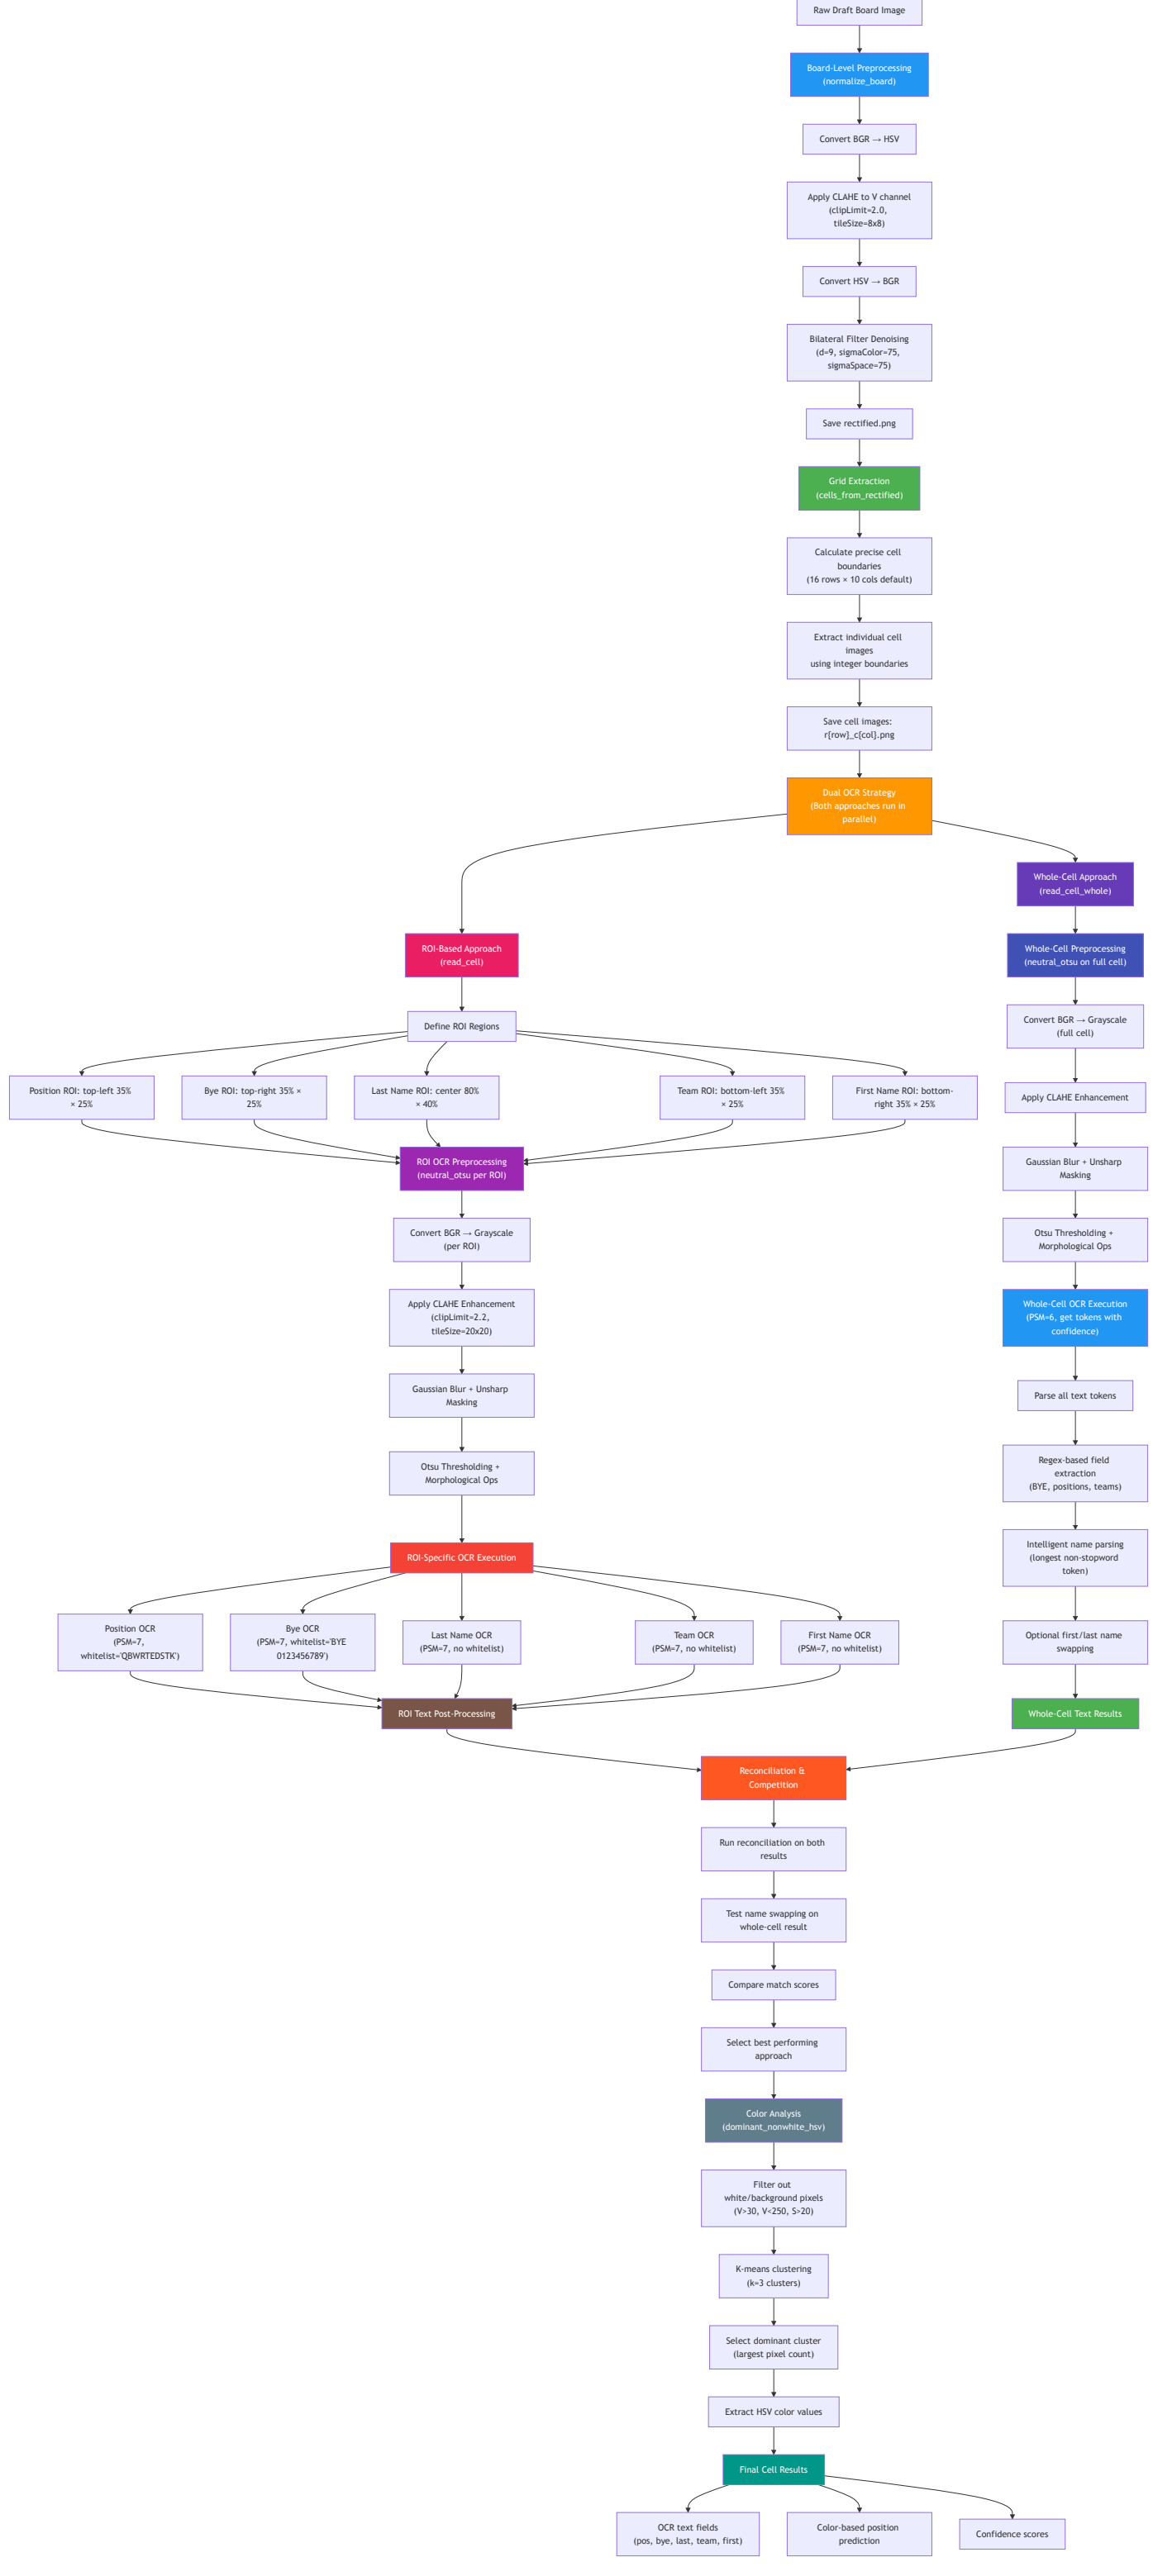 Raw Draft Board Image
Board-Level Preprocessing
(normalize_board)
Convert BGR → HSV
Apply CLAHE to V channel
(clipLimit=2.0,
tileSize=8x8)
Convert HSV → BGR
Bilateral Filter Denoising
(d=9, sigmaColor=75,
sigmaSpace=75)
Save rectified.png
Grid Extraction
(cells_from_rectified)
Calculate precise cell
boundaries
(16 rows × 10 cols default)
Extract individual cell
images
using integer boundaries
Save cell images:
r{row}_c{col}.png
Dual OCR Strategy
(Both approaches run in
parallel)
ROI-Based Approach
(read_cell)
Define ROI Regions
Position ROI: top-left 35%
× 25%
Bye ROI: top-right 35% ×
25%
Last Name ROI: center 80%
× 40%
Team ROI: bottom-left 35%
× 25%
First Name ROI: bottom-
right 35% × 25%
ROI OCR Preprocessing
(neutral_otsu per ROI)
Convert BGR → Grayscale
(per ROI)
Apply CLAHE Enhancement
(clipLimit=2.2,
tileSize=20x20)
Gaussian Blur + Unsharp
Masking
Otsu Thresholding +
Morphological Ops
ROI-Specific OCR Execution
Position OCR
(PSM=7,
whitelist='QBWRTEDSTK')
Bye OCR
(PSM=7, whitelist='BYE
0123456789')
Last Name OCR
(PSM=7, no whitelist)
Team OCR
(PSM=7, no whitelist)
First Name OCR
(PSM=7, no whitelist)
ROI Text Post-Processing
Whole-Cell Approach
(read_cell_whole)
Whole-Cell Preprocessing
(neutral_otsu on full cell)
Convert BGR → Grayscale
(full cell)
Apply CLAHE Enhancement
Gaussian Blur + Unsharp
Masking
Otsu Thresholding +
Morphological Ops
Whole-Cell OCR Execution
(PSM=6, get tokens with
confidence)
Parse all text tokens
Regex-based field
extraction
(BYE, positions, teams)
Intelligent name parsing
(longest non-stopword
token)
Optional first/last name
swapping
Whole-Cell Text Results
Reconciliation &
Competition
Run reconciliation on both
results
Test name swapping on
whole-cell result
Compare match scores
Select best performing
approach
Color Analysis
(dominant_nonwhite_hsv)
Filter out
white/background pixels
(V>30, V<250, S>20)
K-means clustering
(k=3 clusters)
Select dominant cluster
(largest pixel count)
Extract HSV color values
Final Cell Results
OCR text fields
(pos, bye, last, team, first)
Color-based position
prediction
Confidence scores